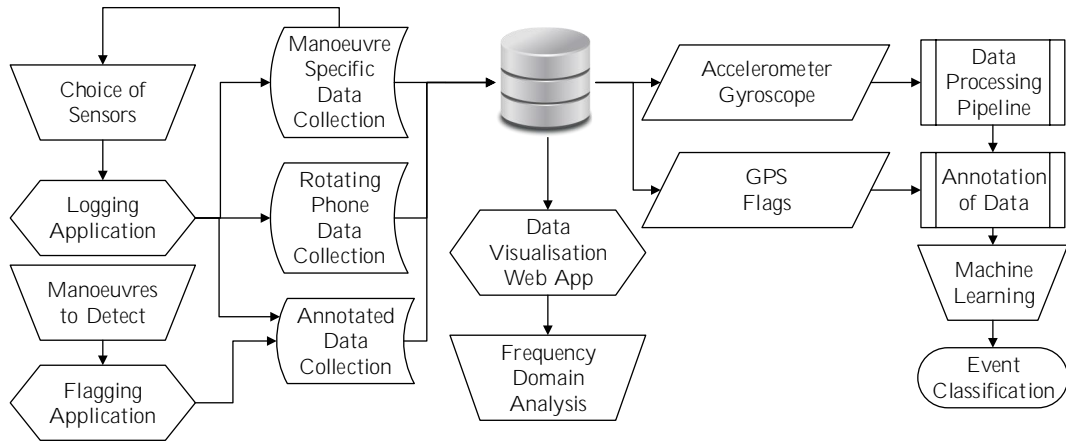 Choice of
Sensors
Logging
Application
Manoeuvres
to Detect
Flagging
Application
Manoeuvre
Specific
Data
Collection
Rotating
Phone
Data
Collection
Annotated
Data
Collection
Data
Visualisation
Web App
Frequency
Domain
Analysis
Accelerometer
Gyroscope
GPS
Flags
Data
Processing
Pipeline
Annotation
of Data
Machine
Learning
Event
Classification